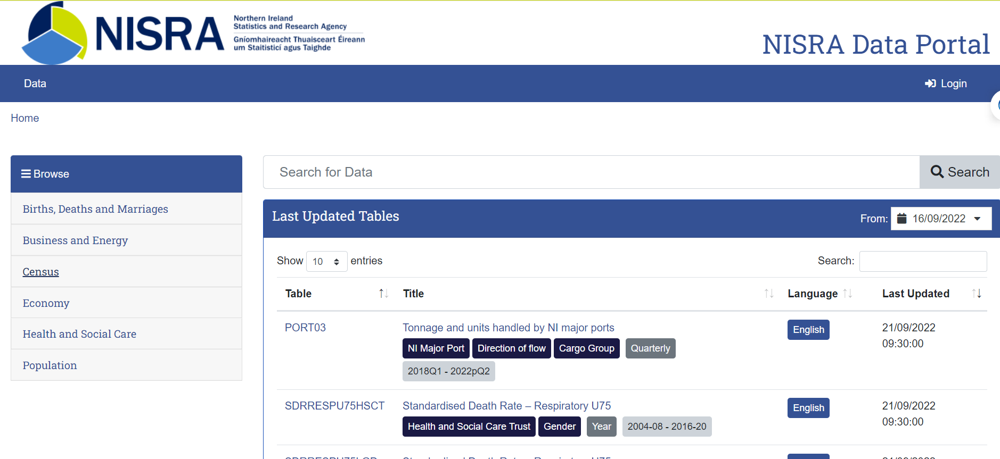 NISRA
Northern Ireland
Statistics and Research Agency
Gníomhaireacht Thuaisceart Éireann
um Staitisticí agus Taighde
NISRA Data Portal
Data
Login
Home
Browse
Births, Deaths and Marriages
Business and Energy
Census
Economy
Health and Social Care
Population
Search for Data
Search
Last Updated Tables
From: 16/09/2022
Show 10 entries
Search:
Table Title Language Last Updated
PORT03 Tonnage and units handled by NI major ports English 21/09/2022
09:30:00
NI Major Port Direction of flow Cargo Group Quarterly
2018Q1 - 2022pQ2
SDRRESPU75HSCT Standardised Death Rate – Respiratory U75 English 21/09/2022
09:30:00
Health and Social Care Trust Gender Year 2004-08 - 2016-20